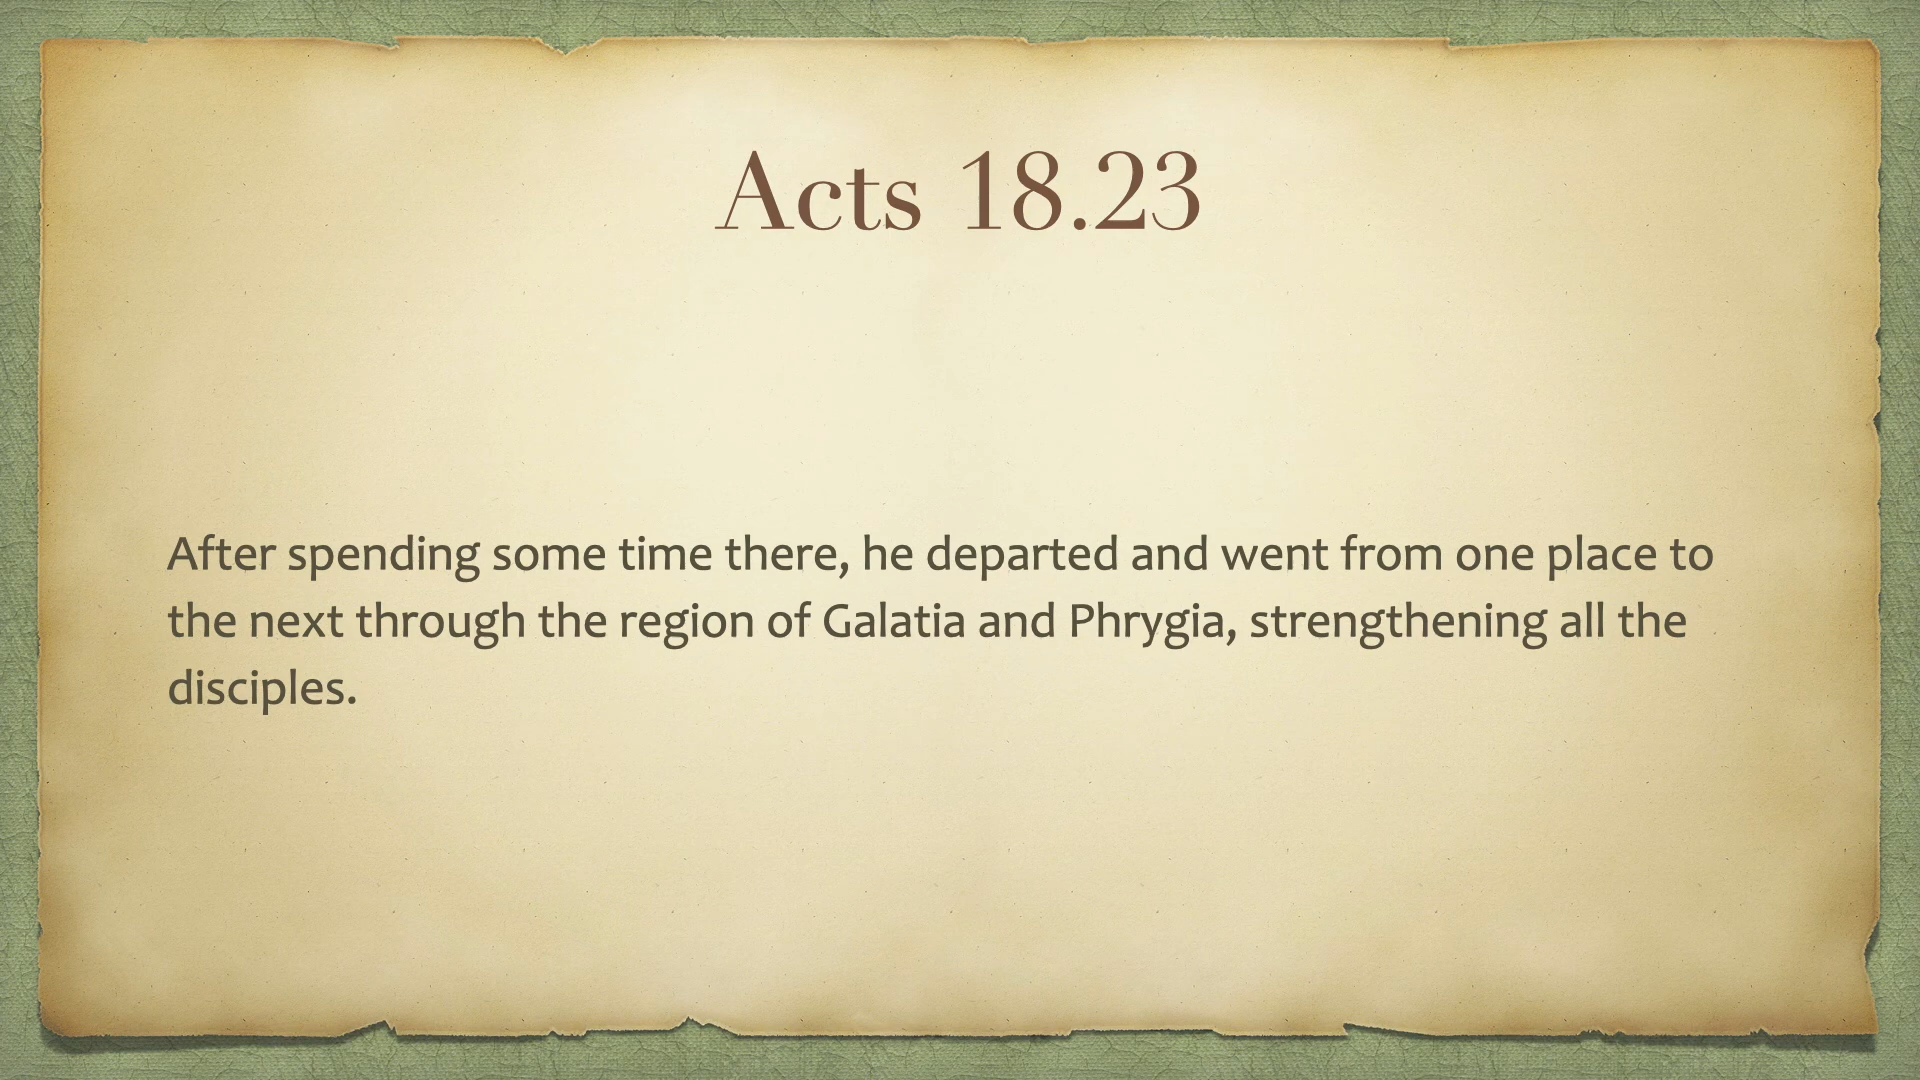 Acts 18.23
After spending some time there, he departed and went from one place to
the next through the region of Galatia and Phrygia, strengthening all the
disciples.